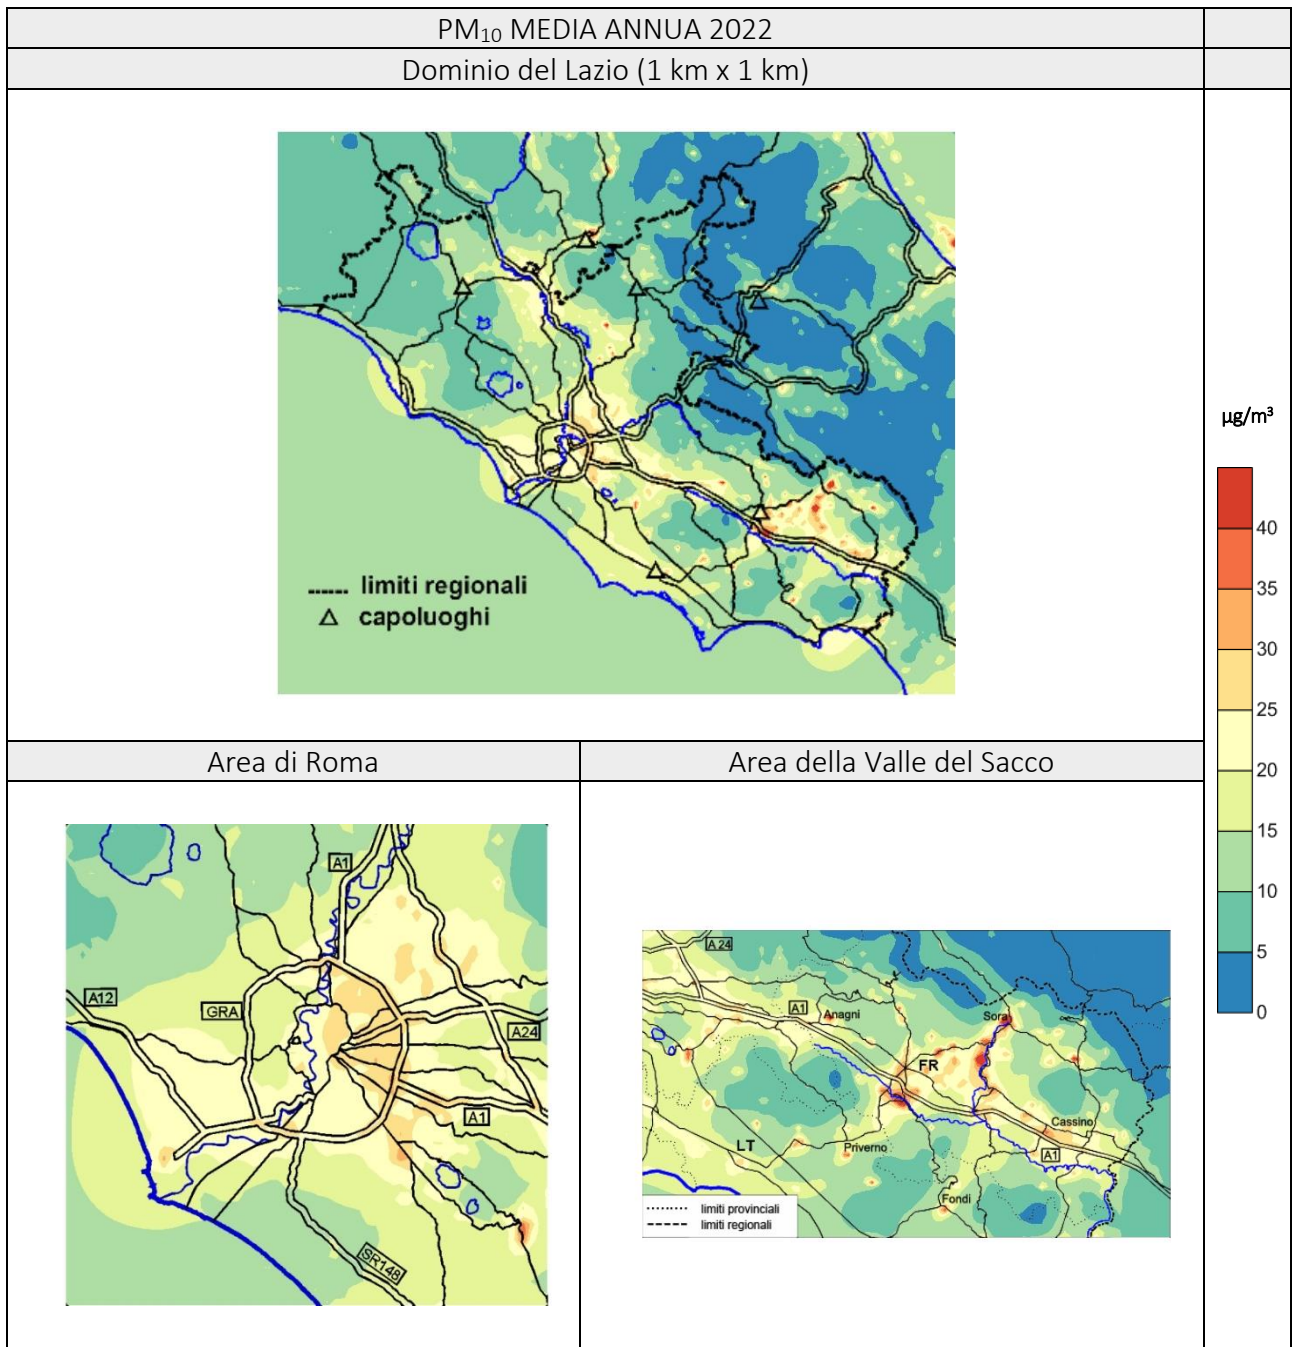 PM₁₀ MEDIA ANNUA 2022
Dominio del Lazio (1 km x 1 km)
limiti regionali
capoluoghi
µg/m³
40
35
30
25
20
15
10
5
0
Area di Roma
Area della Valle del Sacco
A1
A12
GRA
A24
A1
SR148
A 24
A1
Anagni
Sora
FR
Cassino
LT
Priverno
A1
Fondi
limiti provinciali
limiti regionali